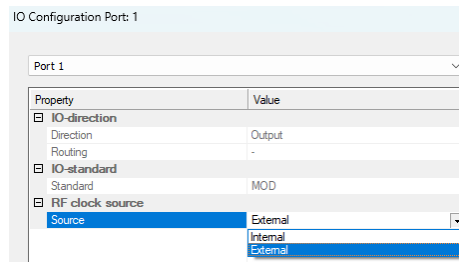 IO Configuration Port: 1
Port 1
Property Value
IO-direction
Direction Output
Routing -
IO-standard
Standard MOD
RF clock source
Source External
Internal
External